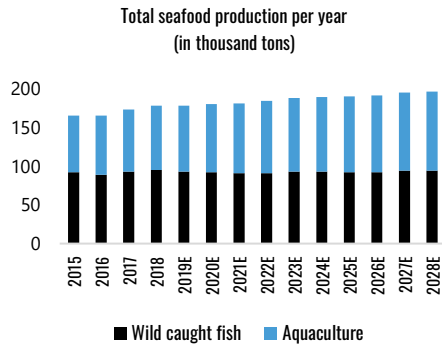 Total seafood production per year
(in thousand tons)
200
150
100
50
0
2015
2016
2017
2018
2019E
2020E
2021E
2022E
2023E
2024E
2025E
2026E
2027E
2028E
Wild caught fish
Aquaculture